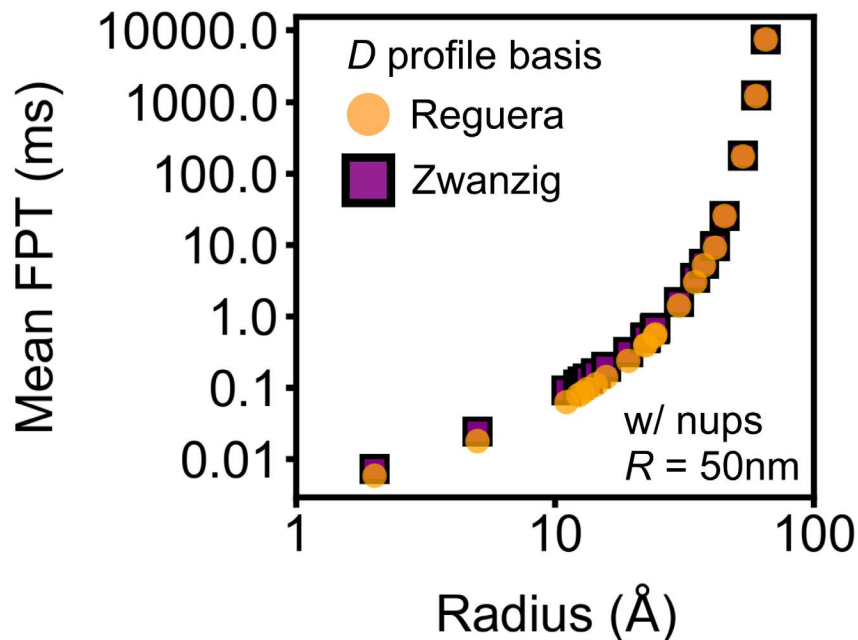 Mean FPT (ms)
10000.0
1000.0
100.0
10.0
1.0
0.1
0.01
D profile basis
Reguera
Zwanzig
w/ nups
R = 50nm
1
10
100
Radius (Å)